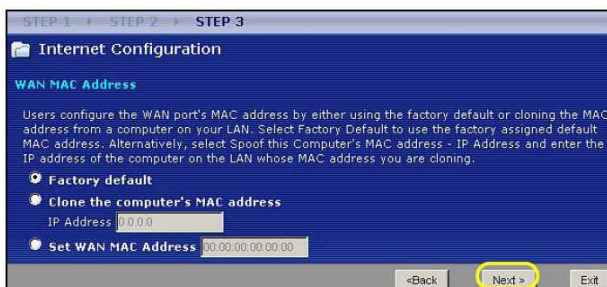 STEP 1 › STEP 2 › STEP 3
Internet Configuration
WAN MAC Address
Users configure the WAN port's MAC address by either using the factory default or cloning the MAC
address from a computer on your LAN. Select Factory Default to use the factory assigned default
MAC address. Alternatively, select Spoof this Computer's MAC address - IP Address and enter the
IP address of the computer on the LAN whose MAC address you are cloning.
Factory default
Clone the computer's MAC address
IP Address 0.0.0.0
Set WAN MAC Address 00:00:00:00:00:00
<Back Next > Exit